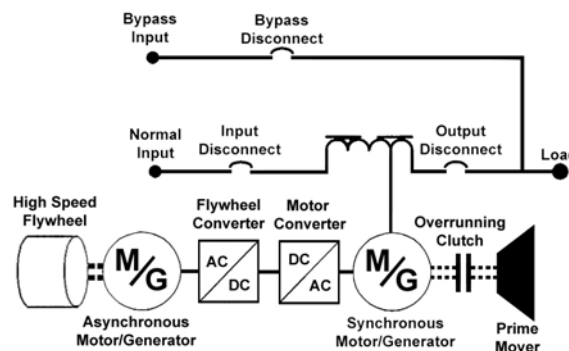 Bypass
Input
Bypass
Disconnect
Normal
Input
Input
Disconnect
Output
Disconnect
Load
High Speed
Flywheel
Flywheel
Converter
Motor
Converter
Overrunning
Clutch
M/G
AC
DC
DC
AC
M/G
Asynchronous
Motor/Generator
Synchronous
Motor/Generator
Prime
Mover